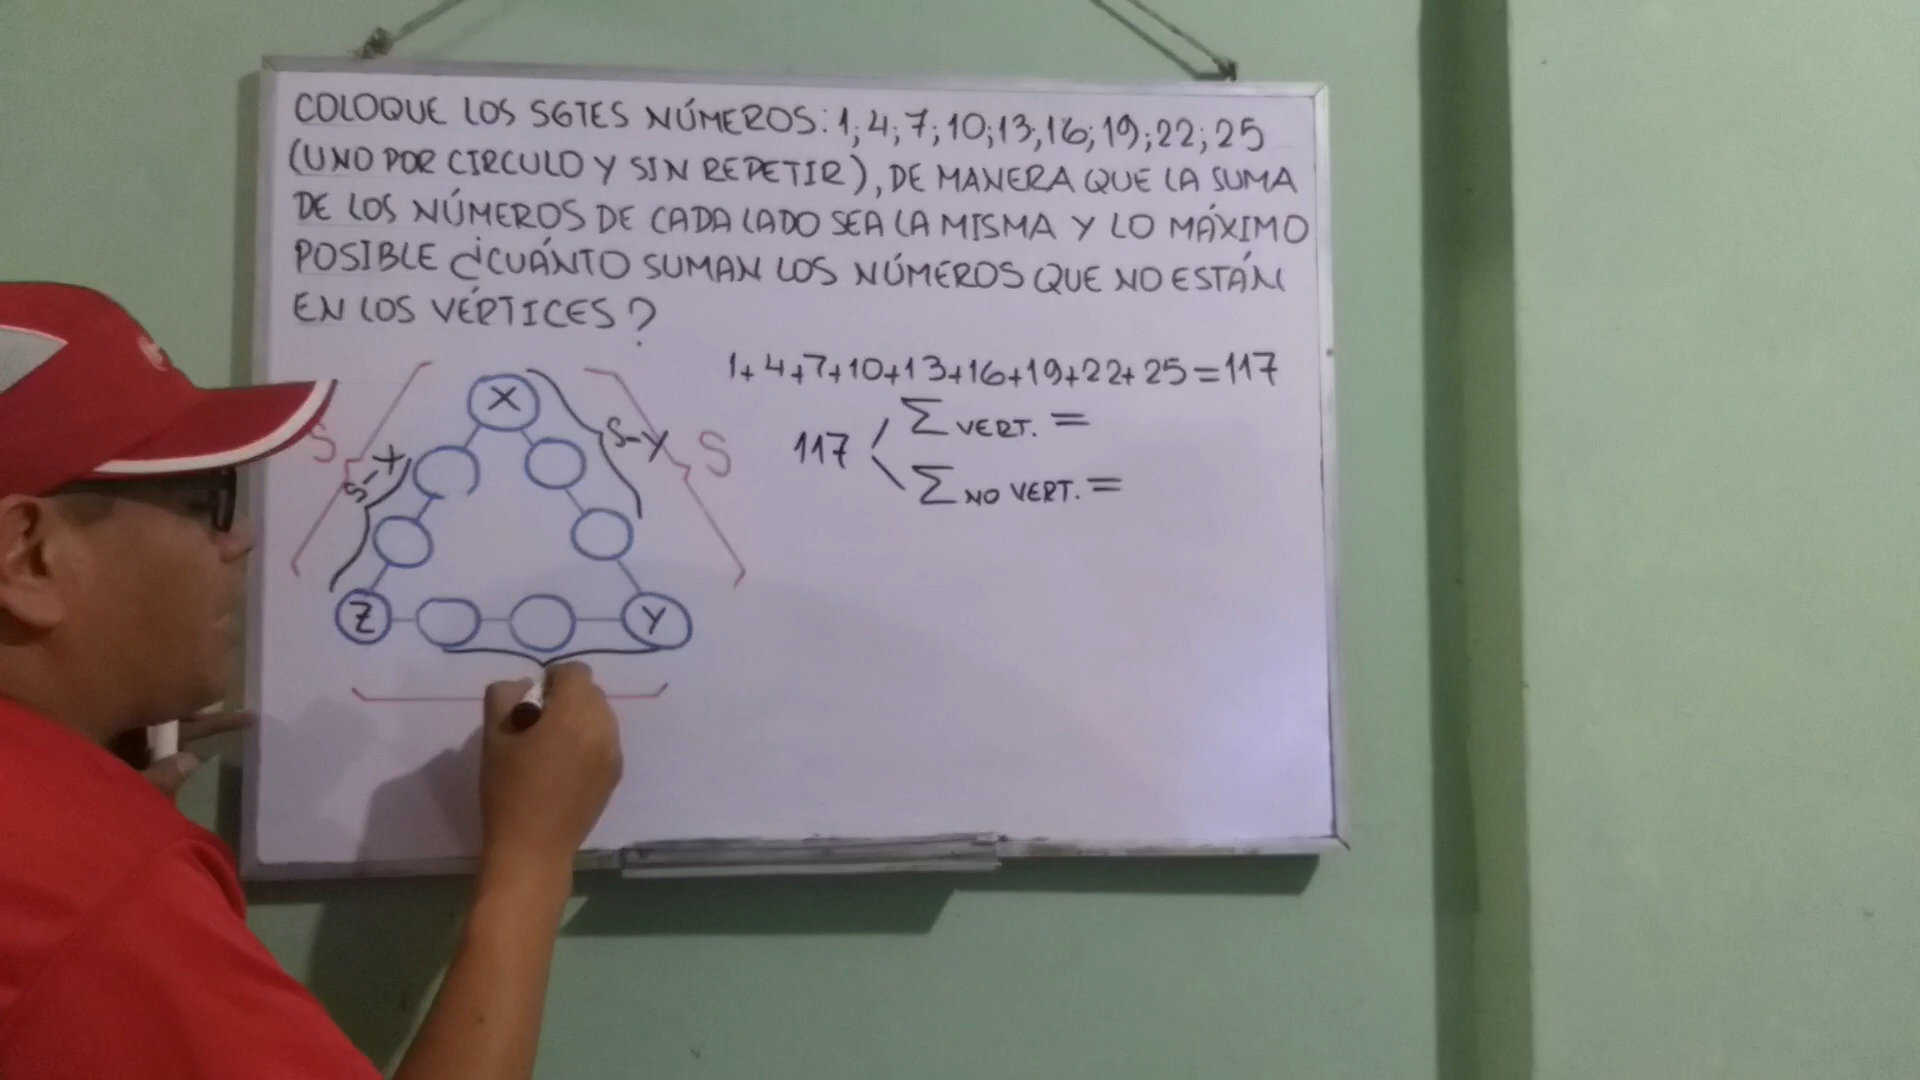 COLOQUE LOS SGTES NÚMEROS: 1; 4; 7; 10; 13; 16; 19; 22; 25
(UNO POR CIRCULO Y SIN REPETIR), DE MANERA QUE LA SUMA
DE LOS NÚMEROS DE CADA LADO SEA LA MISMA Y LO MÁXIMO
POSIBLE ¿CUÁNTO SUMAN LOS NÚMEROS QUE NO ESTÁN
EN LOS VÉRTICES?
1+4+7+10+13+16+19+22+25=117
X
S
S-X
S-Y
S
117
Σ VERT. =
Σ NO VERT. =
Z
Y